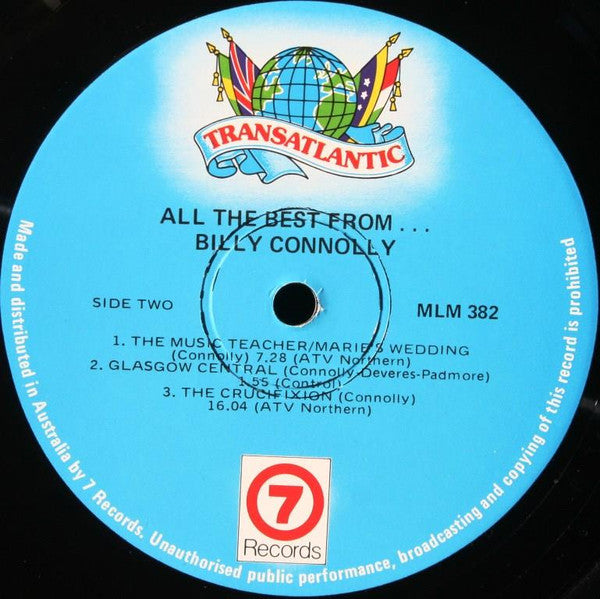 TRANSATLANTIC
ALL THE BEST FROM...
BILLY CONNOLLY
SIDE TWO
MLM 382
1. THE MUSIC TEACHER/MARIE'S WEDDING
(Connolly) 7.28 (ATV Northern)
2. GLASGOW CENTRAL (Connolly-Deveres-Padmore)
1.55 (Control)
3. THE CRUCIFIXION (Connolly)
16.04 (ATV Northern)
7
Records
Made and distributed in Australia by 7 Records. Unauthorised public performance, broadcasting and copying of this record is prohibited